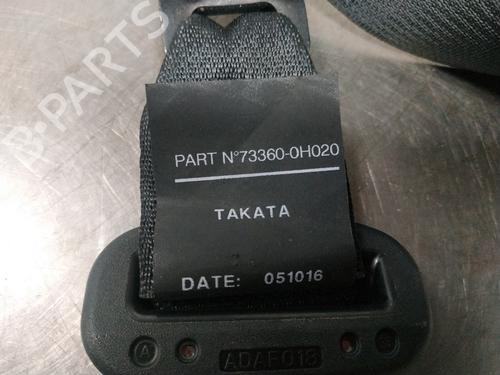 B-PARTS
PART N°73360-0H020
TAKATA
DATE: 051016
A
ADAF018